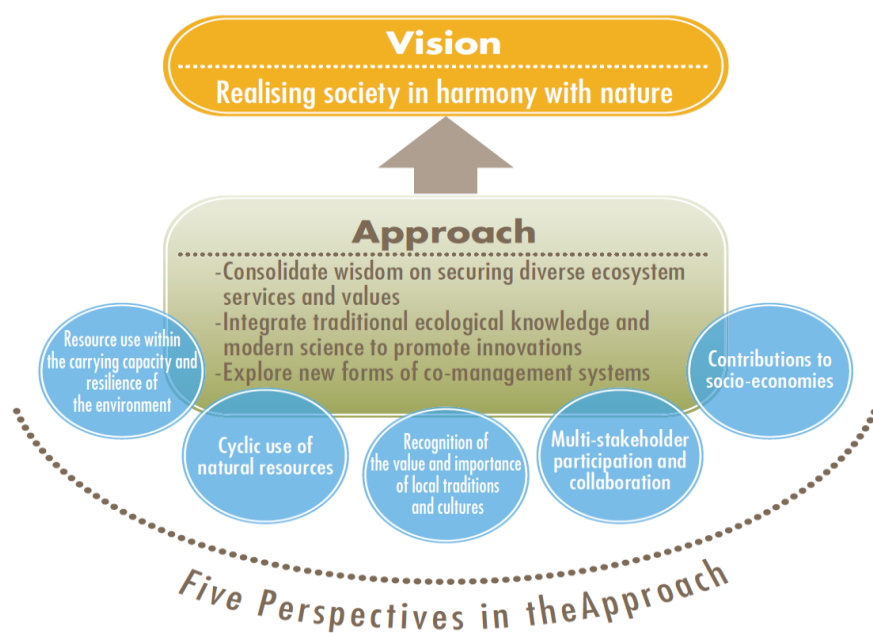 Vision
Realising society in harmony with nature
Approach
-Consolidate wisdom on securing diverse ecosystem
services and values
-Integrate traditional ecological knowledge and
modern science to promote innovations
-Explore new forms of co-management systems
Resource use within
the carrying capacity and
resilience of
the environment
Cyclic use of
natural resources
Recognition of
the value and importance
of local traditions
and cultures
Multi-stakeholder
participation and
collaboration
Contributions to
socio-economies
Five Perspectives in theApproach